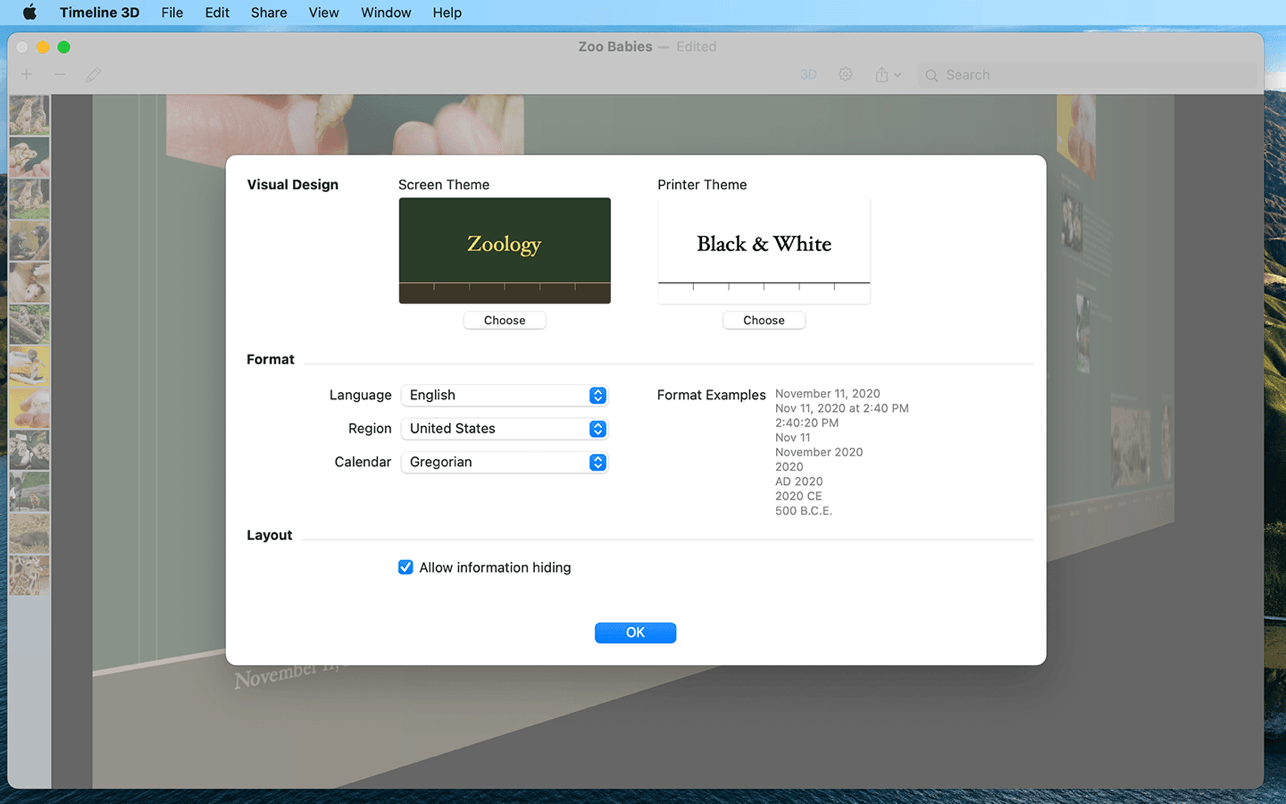 Timeline 3D File Edit Share View Window Help
Zoo Babies — Edited
3D Search
Visual Design Screen Theme Printer Theme
Zoology Black & White
Choose Choose
Format
Language English Format Examples November 11, 2020
Nov 11, 2020 at 2:40 PM
2:40:20 PM
Region United States
Nov 11
November 2020
Calendar Gregorian
2020
AD 2020
2020 CE
500 B.C.E.
Layout
Allow information hiding
OK
November 11,